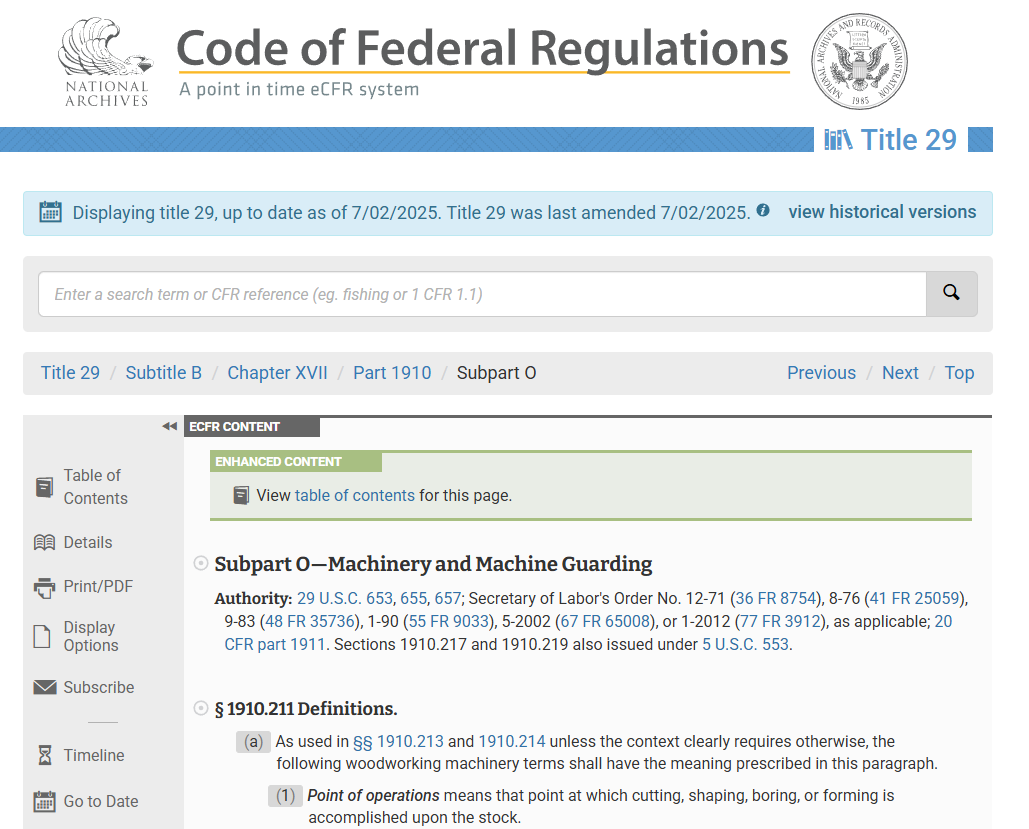 NATIONAL
ARCHIVES
Code of Federal Regulations
A point in time eCFR system
NATIONAL ARCHIVES AND RECORDS ADMINISTRATION
1985
Title 29
Displaying title 29, up to date as of 7/02/2025. Title 29 was last amended 7/02/2025. view historical versions
Enter a search term or CFR reference (eg. fishing or 1 CFR 1.1)
Title 29 / Subtitle B / Chapter XVII / Part 1910 / Subpart O Previous / Next / Top
ECFR CONTENT
Table of
Contents
Details
Print/PDF
Display
Options
Subscribe
Timeline
Go to Date
ENHANCED CONTENT
View table of contents for this page.
Subpart O—Machinery and Machine Guarding
Authority: 29 U.S.C. 653, 655, 657; Secretary of Labor's Order No. 12-71 (36 FR 8754), 8-76 (41 FR 25059),
9-83 (48 FR 35736), 1-90 (55 FR 9033), 5-2002 (67 FR 65008), or 1-2012 (77 FR 3912), as applicable; 20
CFR part 1911. Sections 1910.217 and 1910.219 also issued under 5 U.S.C. 553.
§ 1910.211 Definitions.
(a) As used in §§ 1910.213 and 1910.214 unless the context clearly requires otherwise, the
following woodworking machinery terms shall have the meaning prescribed in this paragraph.
(1) Point of operations means that point at which cutting, shaping, boring, or forming is
accomplished upon the stock.